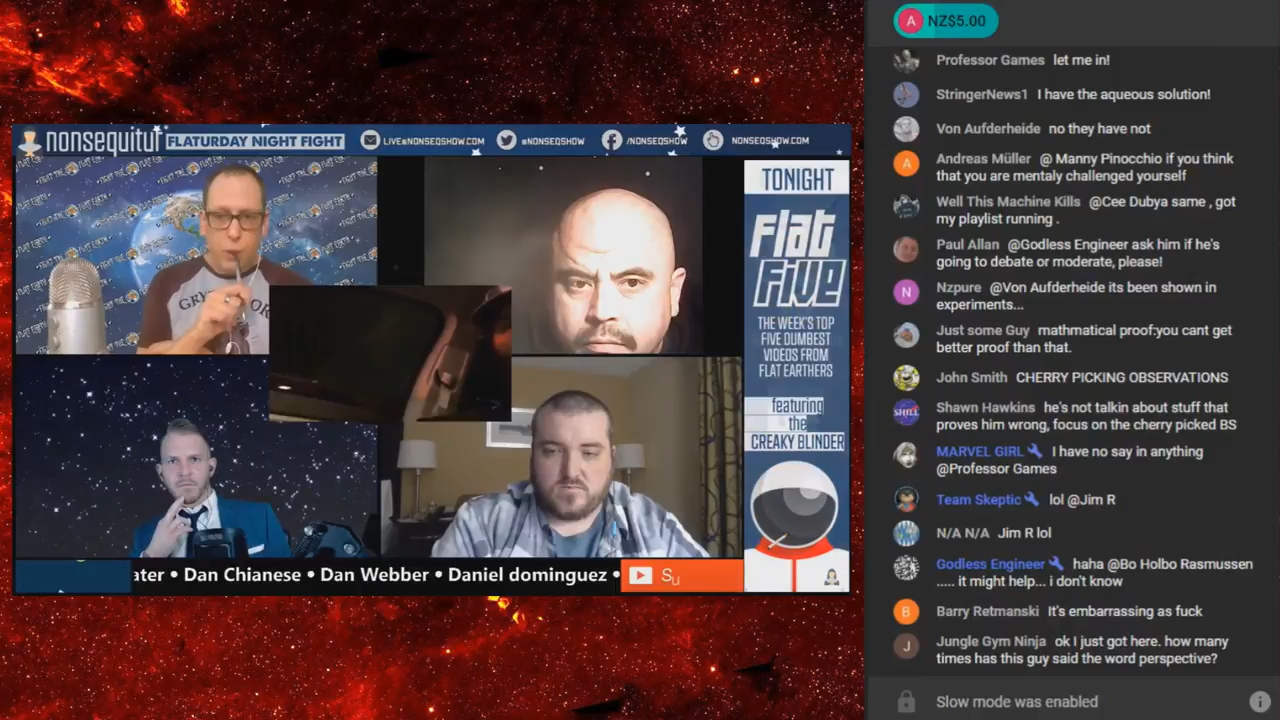 nonsequitur FLATURDAY NIGHT FIGHT LIVE@NONSEQSHOW.COM @NONSEQSHOW /NONSEQSHOW NONSEQSHOW.COM
TONIGHT
Flat
Five
THE WEEK'S TOP
FIVE DUMBEST
VIDEOS FROM
FLAT EARTHERS
featuring
the
CREAKY BLINDER
ater • Dan Chianese • Dan Webber • Daniel dominguez •
Su
A NZ$5.00
Professor Games let me in!
StringerNews1 I have the aqueous solution!
Von Aufderheide no they have not
A Andreas Müller @ Manny Pinocchio if you think
that you are mentaly challenged yourself
Well This Machine Kills @Cee Dubya same , got
my playlist running .
Paul Allan @Godless Engineer ask him if he's
going to debate or moderate, please!
N Nzpure @Von Aufderheide its been shown in
experiments...
Just some Guy mathmatical proof:you cant get
better proof than that.
John Smith CHERRY PICKING OBSERVATIONS
SHILL Shawn Hawkins he's not talkin about stuff that
proves him wrong, focus on the cherry picked BS
MARVEL GIRL I have no say in anything
@Professor Games
Team Skeptic lol @Jim R
N/A N/A Jim R lol
Godless Engineer haha @Bo Holbo Rasmussen
..... it might help... i don't know
B Barry Retmanski It's embarrassing as fuck
J Jungle Gym Ninja ok I just got here. how many
times has this guy said the word perspective?
Slow mode was enabled